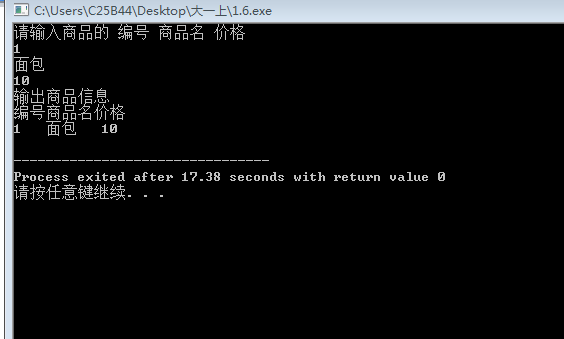 C:\Users\C25B44\Desktop\大一上\1.6.exe
请输入商品的 编号 商品名 价格
1
面包
10
输出商品信息
编号商品名价格
1 面包 10
--------------------------------
Process exited after 17.38 seconds with return value 0
请按任意键继续. . .